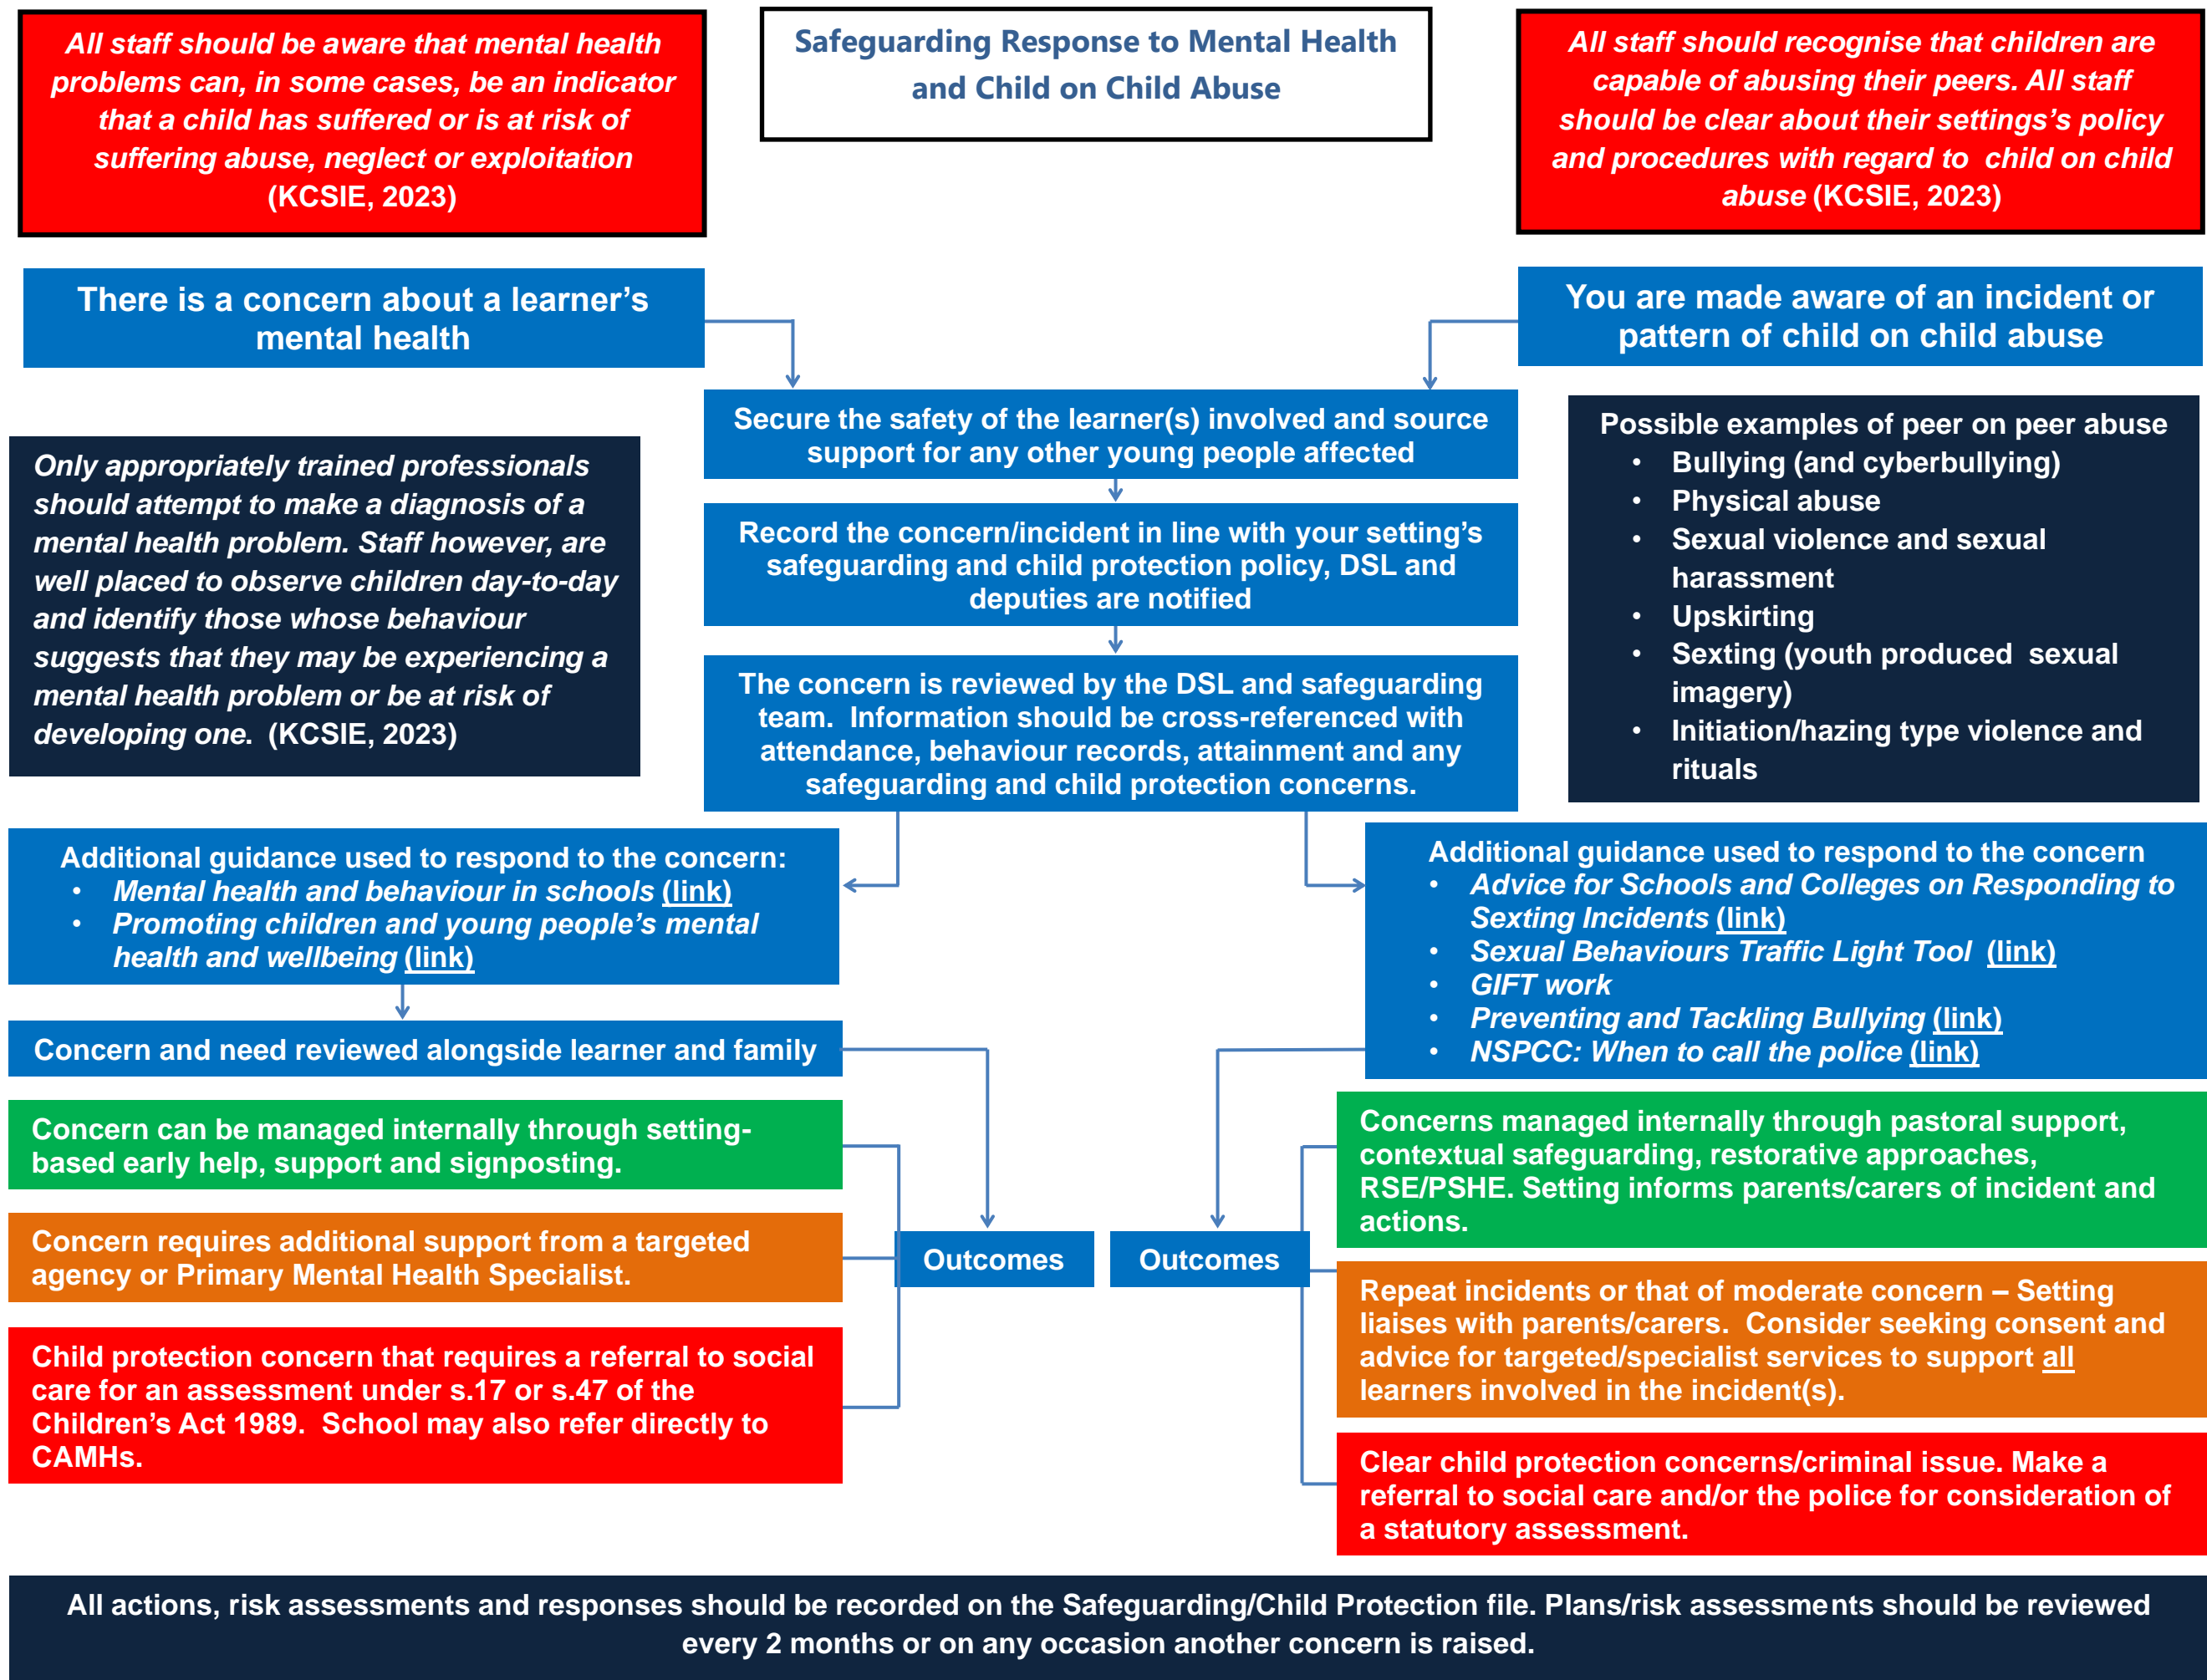 All staff should be aware that mental health
problems can, in some cases, be an indicator
that a child has suffered or is at risk of
suffering abuse, neglect or exploitation
(KCSIE, 2023)
Safeguarding Response to Mental Health
and Child on Child Abuse
All staff should recognise that children are
capable of abusing their peers. All staff
should be clear about their settings's policy
and procedures with regard to  child on child
abuse (KCSIE, 2023)
There is a concern about a learner’s
mental health
You are made aware of an incident or
pattern of child on child abuse
Secure the safety of the learner(s) involved and source
support for any other young people affected
Only appropriately trained professionals
should attempt to make a diagnosis of a
mental health problem. Staff however, are
well placed to observe children day-to-day
and identify those whose behaviour
suggests that they may be experiencing a
mental health problem or be at risk of
developing one.  (KCSIE, 2023)
Record the concern/incident in line with your setting’s
safeguarding and child protection policy, DSL and
deputies are notified
Possible examples of peer on peer abuse
• Bullying (and cyberbullying)
• Physical abuse
• Sexual violence and sexual
harassment
• Upskirting
• Sexting (youth produced  sexual
imagery)
• Initiation/hazing type violence and
rituals
The concern is reviewed by the DSL and safeguarding
team.  Information should be cross-referenced with
attendance, behaviour records, attainment and any
safeguarding and child protection concerns.
Additional guidance used to respond to the concern:
• Mental health and behaviour in schools (link)
• Promoting children and young people’s mental
health and wellbeing (link)
Additional guidance used to respond to the concern
• Advice for Schools and Colleges on Responding to
Sexting Incidents (link)
• Sexual Behaviours Traffic Light Tool  (link)
• GIFT work
• Preventing and Tackling Bullying (link)
• NSPCC: When to call the police (link)
Concern and need reviewed alongside learner and family
Concern can be managed internally through setting-
based early help, support and signposting.
Concern requires additional support from a targeted
agency or Primary Mental Health Specialist.
Child protection concern that requires a referral to social
care for an assessment under s.17 or s.47 of the
Children’s Act 1989.  School may also refer directly to
CAMHs.
Outcomes
Outcomes
Concerns managed internally through pastoral support,
contextual safeguarding, restorative approaches,
RSE/PSHE. Setting informs parents/carers of incident and
actions.
Repeat incidents or that of moderate concern – Setting
liaises with parents/carers.  Consider seeking consent and
advice for targeted/specialist services to support all
learners involved in the incident(s).
Clear child protection concerns/criminal issue. Make a
referral to social care and/or the police for consideration of
a statutory assessment.
All actions, risk assessments and responses should be recorded on the Safeguarding/Child Protection file. Plans/risk assessments should be reviewed
every 2 months or on any occasion another concern is raised.